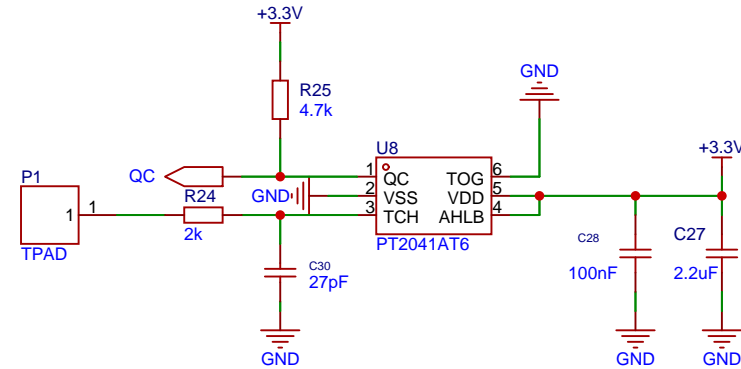 +3.3V
R25
4.7k
GND
+3.3V
U8
QC
1
QC
TOG
6
GND
2
VSS
VDD
5
3
TCH
AHLB
4
PT2041AT6
P1
1
1
TPAD
R24
2k
C30
27pF
GND
C28
100nF
GND
C27
2.2uF
GND